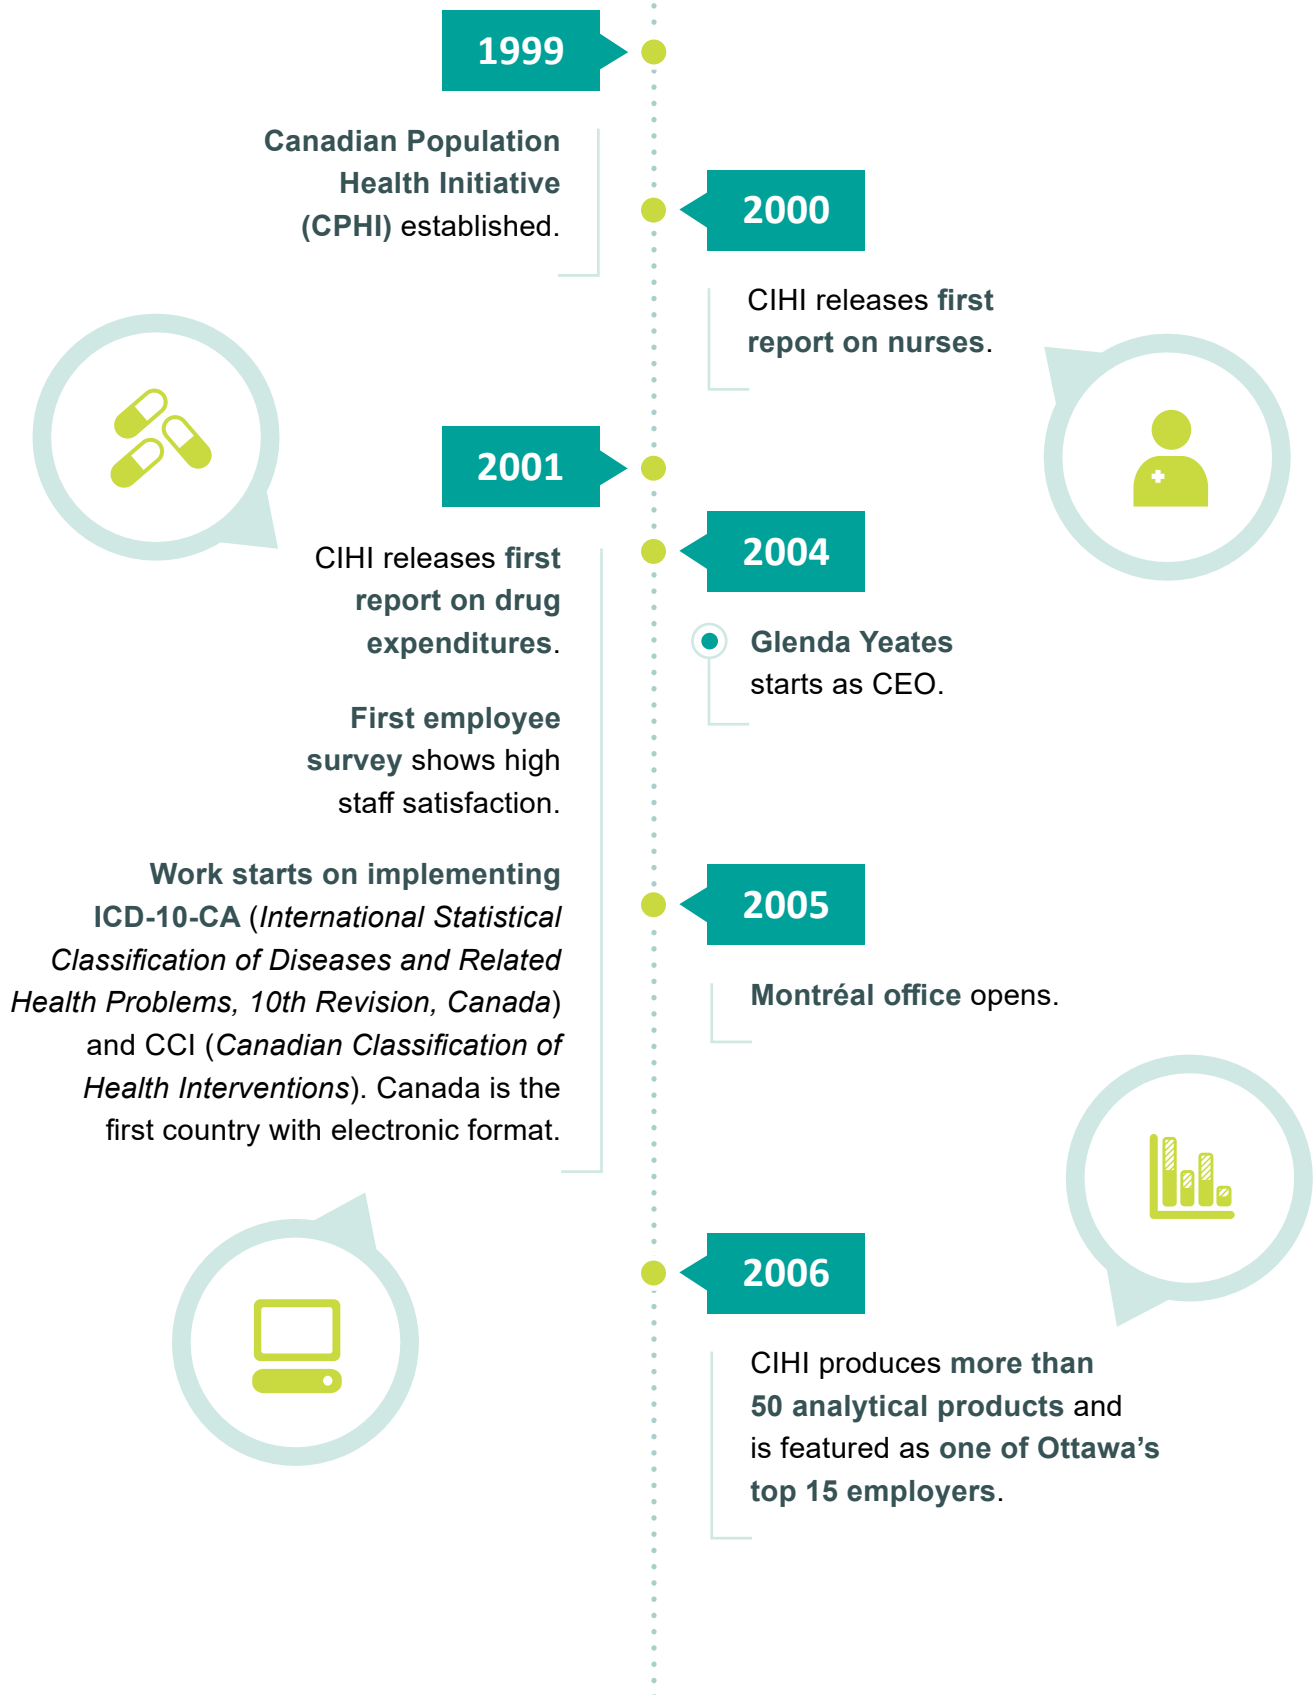 1999
Canadian Population
Health Initiative
(CPHI) established.
2000
CIHI releases first
report on nurses.
2001
CIHI releases first
report on drug
expenditures.
First employee
survey shows high
staff satisfaction.
Work starts on implementing
ICD-10-CA (International Statistical
Classification of Diseases and Related
Health Problems, 10th Revision, Canada)
and CCI (Canadian Classification of
Health Interventions). Canada is the
first country with electronic format.
2004
Glenda Yeates
starts as CEO.
2005
Montréal office opens.
2006
CIHI produces more than
50 analytical products and
is featured as one of Ottawa’s
top 15 employers.